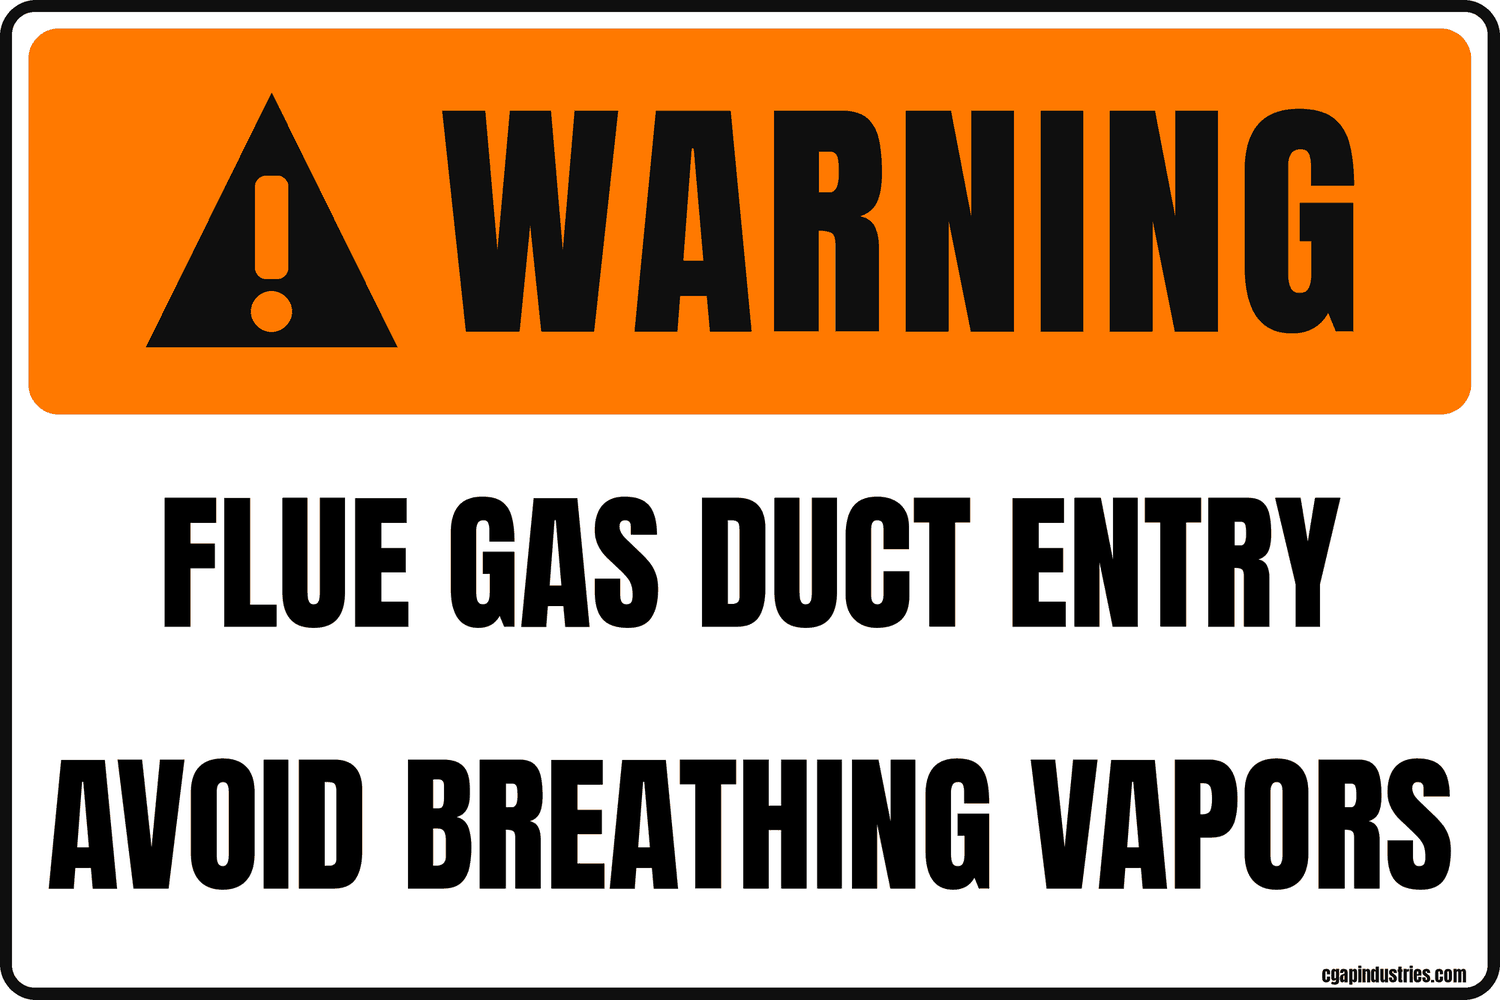 WARNING
FLUE GAS DUCT ENTRY
AVOID BREATHING VAPORS
cgapindustries.com